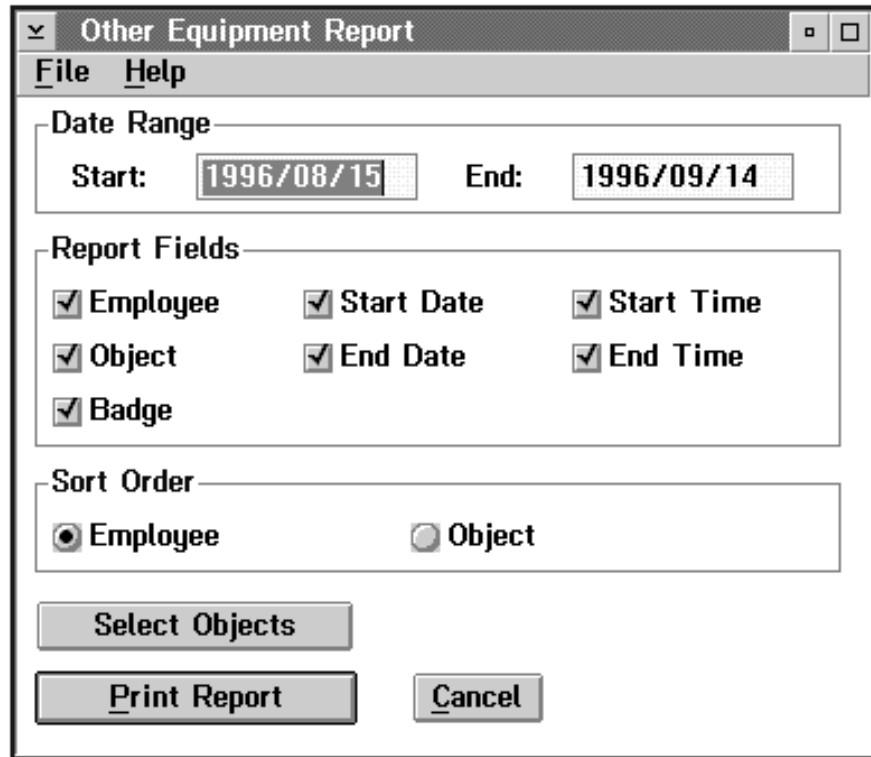 Other Equipment Report
File Help
Date Range
Start: 1996/08/15 End: 1996/09/14
Report Fields
Employee Start Date Start Time
Object End Date End Time
Badge
Sort Order
Employee Object
Select Objects
Print Report Cancel